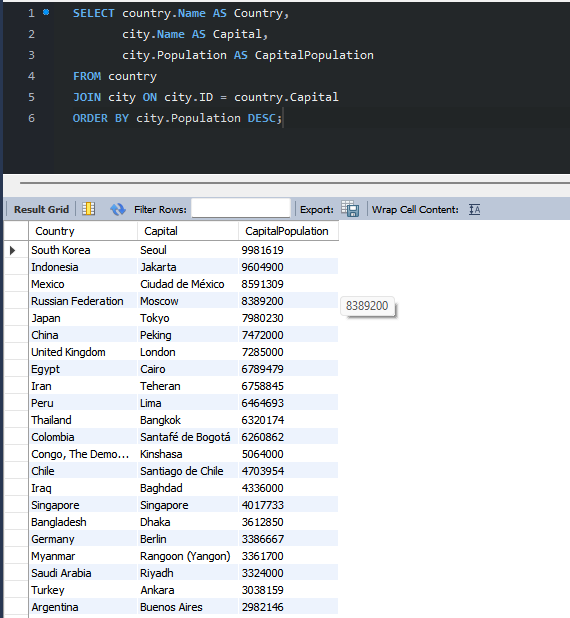 1 SELECT country.Name AS Country,
2 city.Name AS Capital,
3 city.Population AS CapitalPopulation
4 FROM country
5 JOIN city ON city.ID = country.Capital
6 ORDER BY city.Population DESC;
Result Grid Filter Rows: Export: Wrap Cell Content: IA
Country Capital CapitalPopulation
South Korea Seoul 9981619
Indonesia Jakarta 9604900
Mexico Ciudad de México 8591309
Russian Federation Moscow 8389200 8389200
Japan Tokyo 7980230
China Peking 7472000
United Kingdom London 7285000
Egypt Cairo 6789479
Iran Teheran 6758845
Peru Lima 6464693
Thailand Bangkok 6320174
Colombia Santafé de Bogotá 6260862
Congo, The Demo... Kinshasa 5064000
Chile Santiago de Chile 4703954
Iraq Baghdad 4336000
Singapore Singapore 4017733
Bangladesh Dhaka 3612850
Germany Berlin 3386667
Myanmar Rangoon (Yangon) 3361700
Saudi Arabia Riyadh 3324000
Turkey Ankara 3038159
Argentina Buenos Aires 2982146